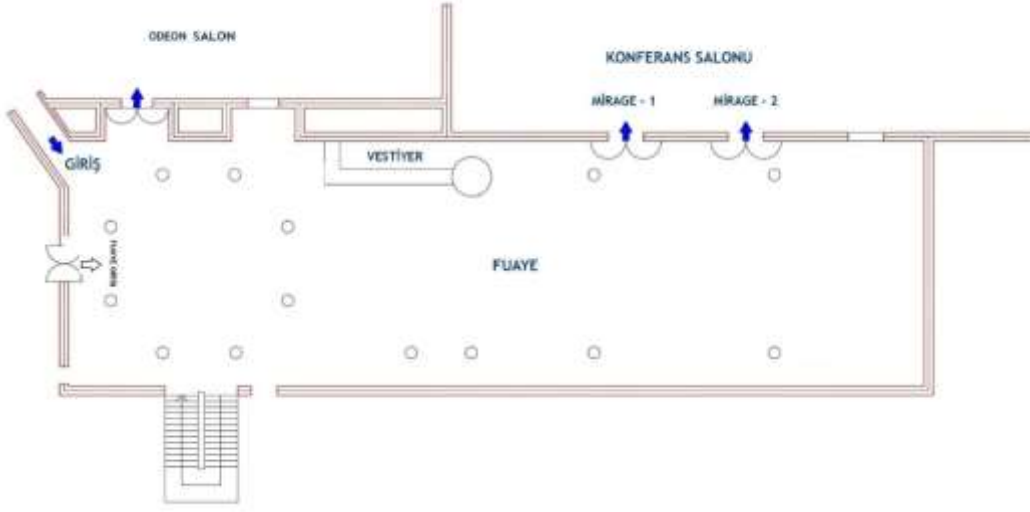 ODEON SALON
KONFERANS SALONU
MİRAGE - 1
MİRAGE - 2
GİRİŞ
VESTİYER
FUAYE